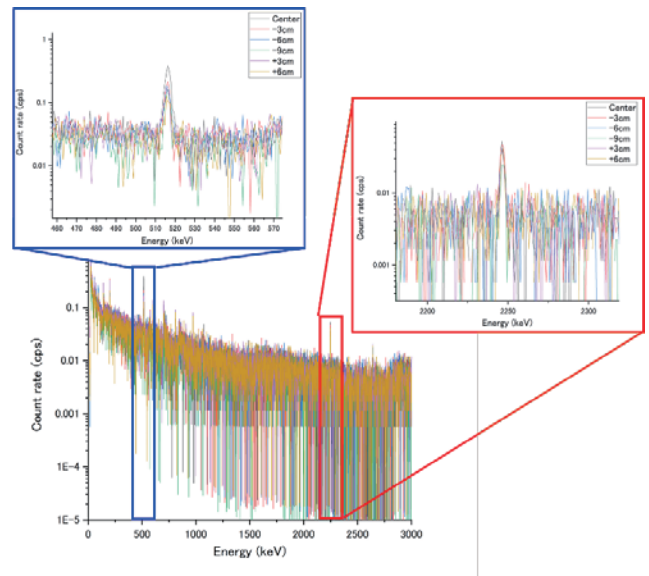 Center
-3cm
-6cm
-9cm
+3cm
+6cm
1
0.1
0.01
Count rate (cps)
460 470 480 490 500 510 520 530 540 550 560 570
Energy (keV)
Center
-3cm
-6cm
-9cm
+3cm
+6cm
0.01
0.001
Count rate (cps)
2200 2250 2300
Energy (keV)
0.1
0.01
0.001
1E-4
1E-5
Count rate (cps)
0 500 1000 1500 2000 2500 3000
Energy (keV)